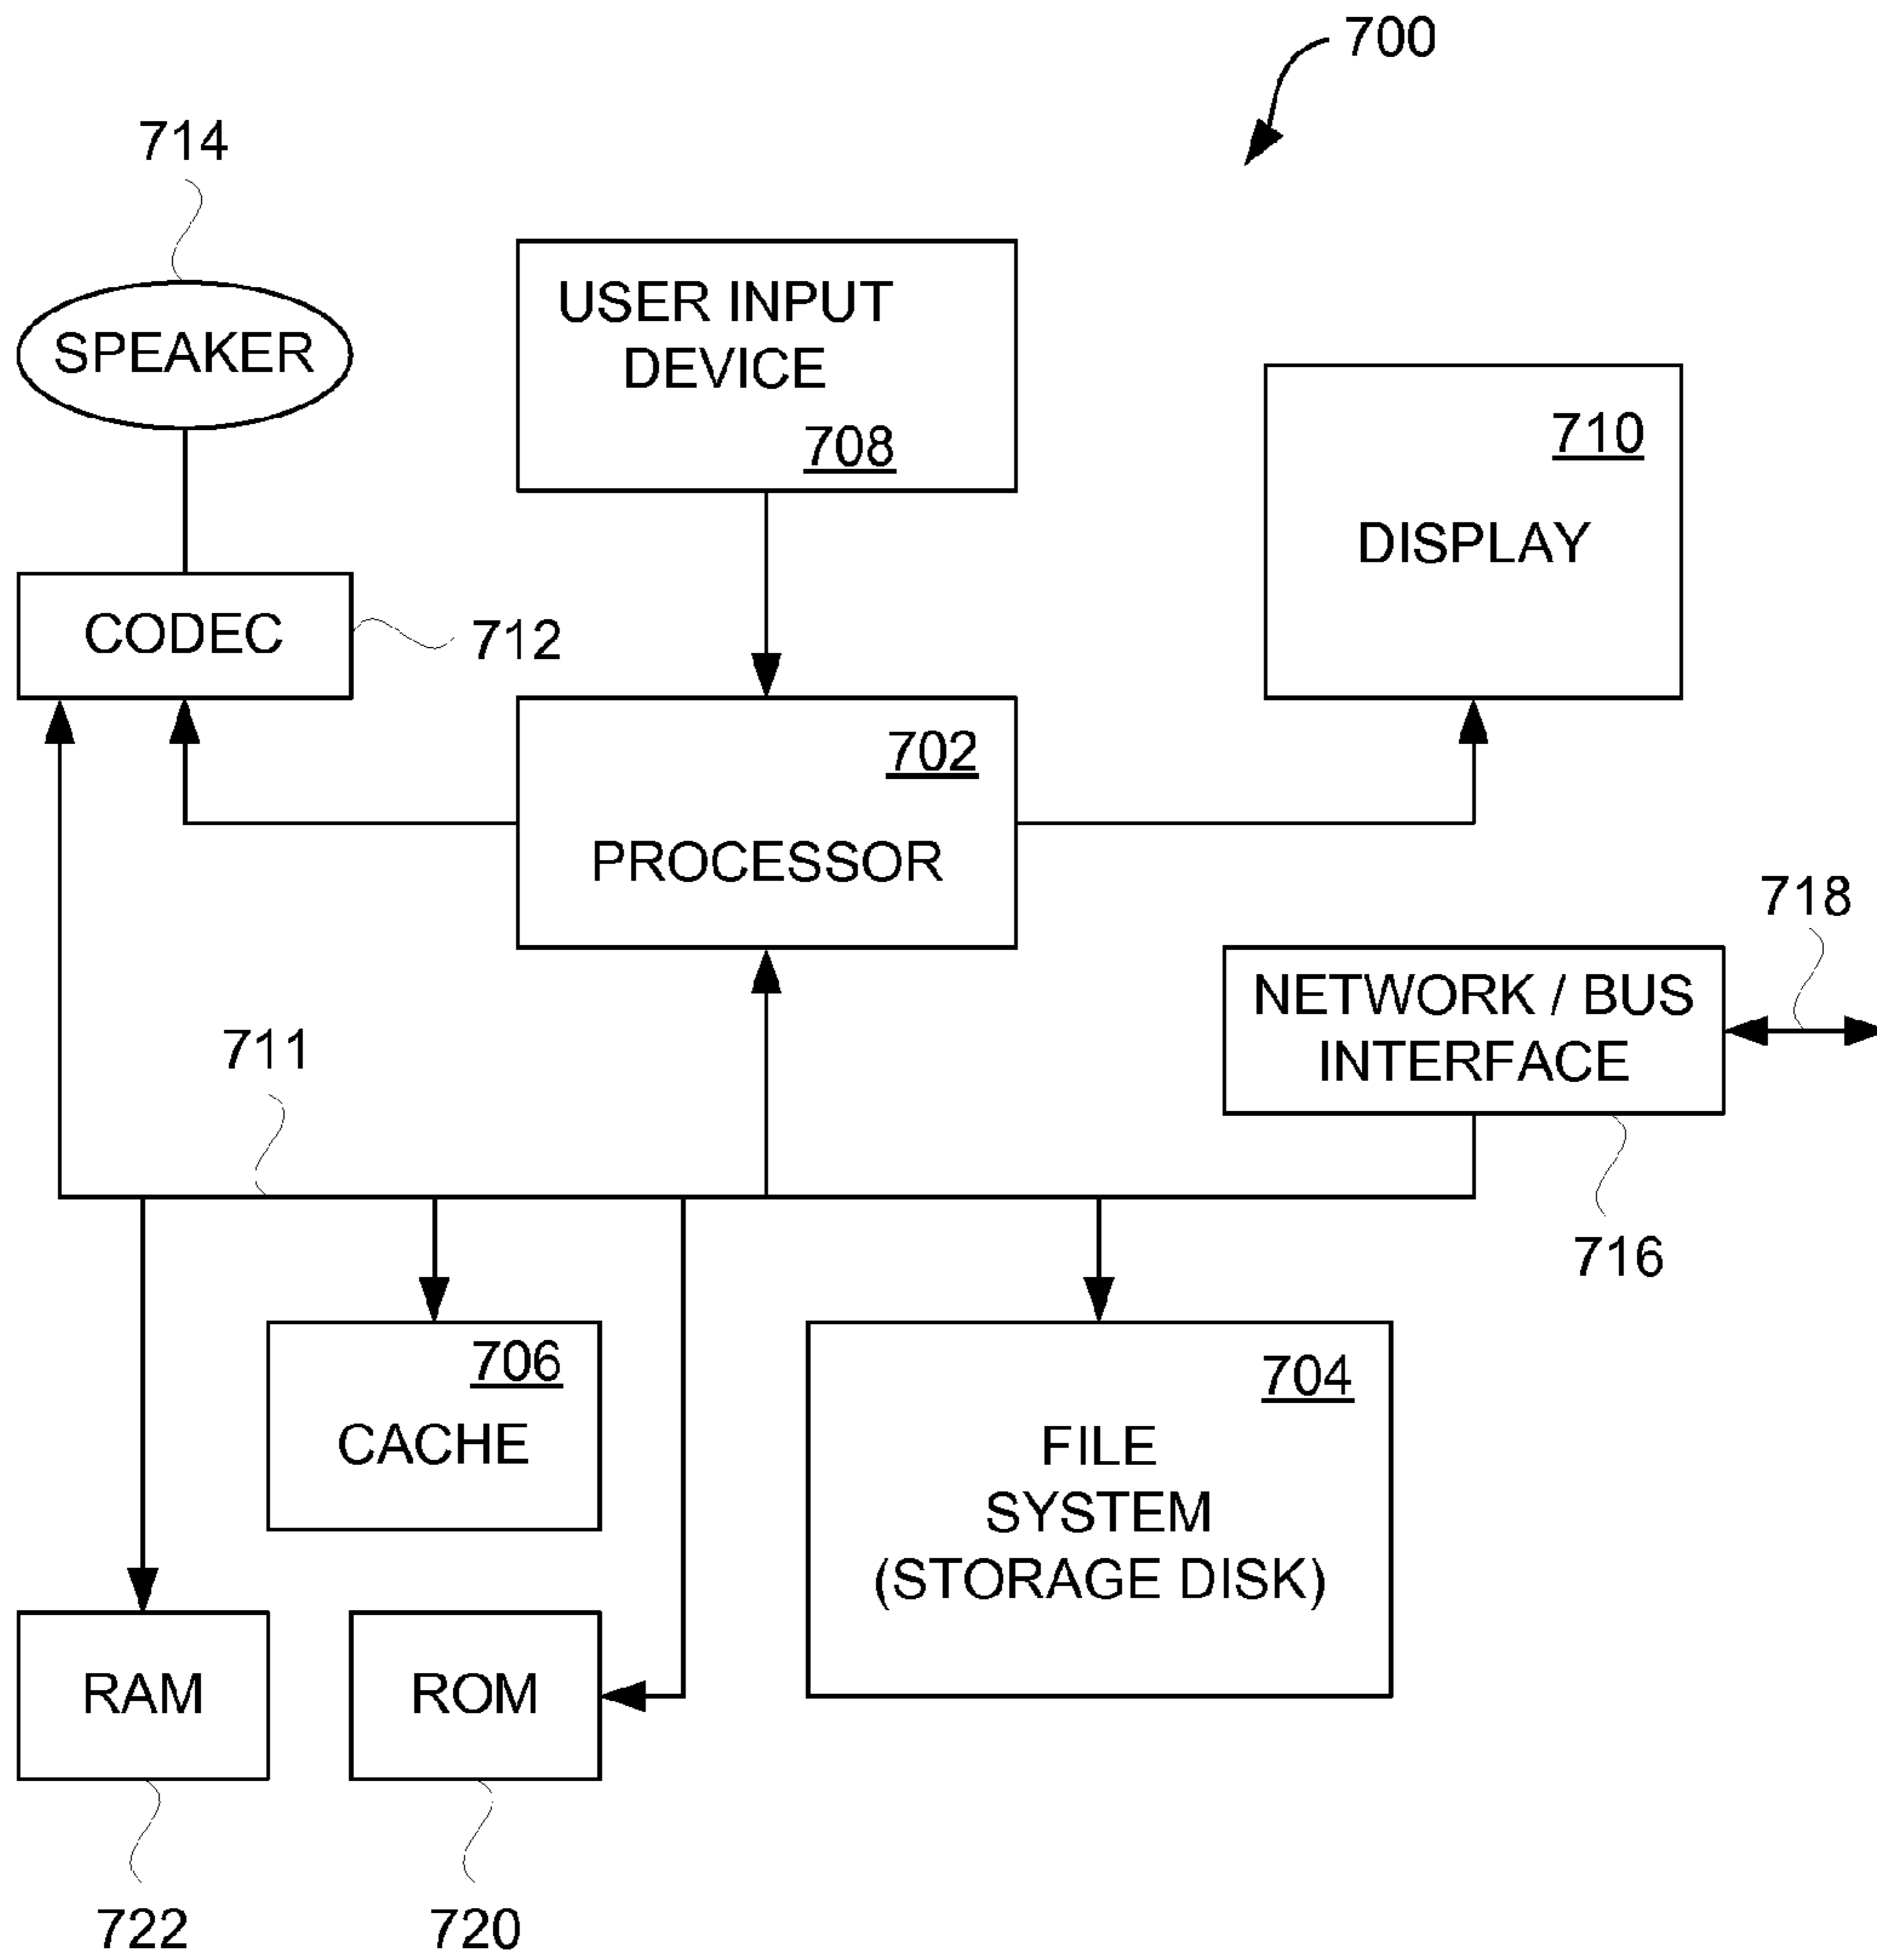 700
714
SPEAKER
USER INPUT
DEVICE
708
710
DISPLAY
CODEC
712
702
PROCESSOR
718
NETWORK / BUS
INTERFACE
711
716
706
CACHE
704
FILE
SYSTEM
(STORAGE DISK)
RAM
ROM
722
720